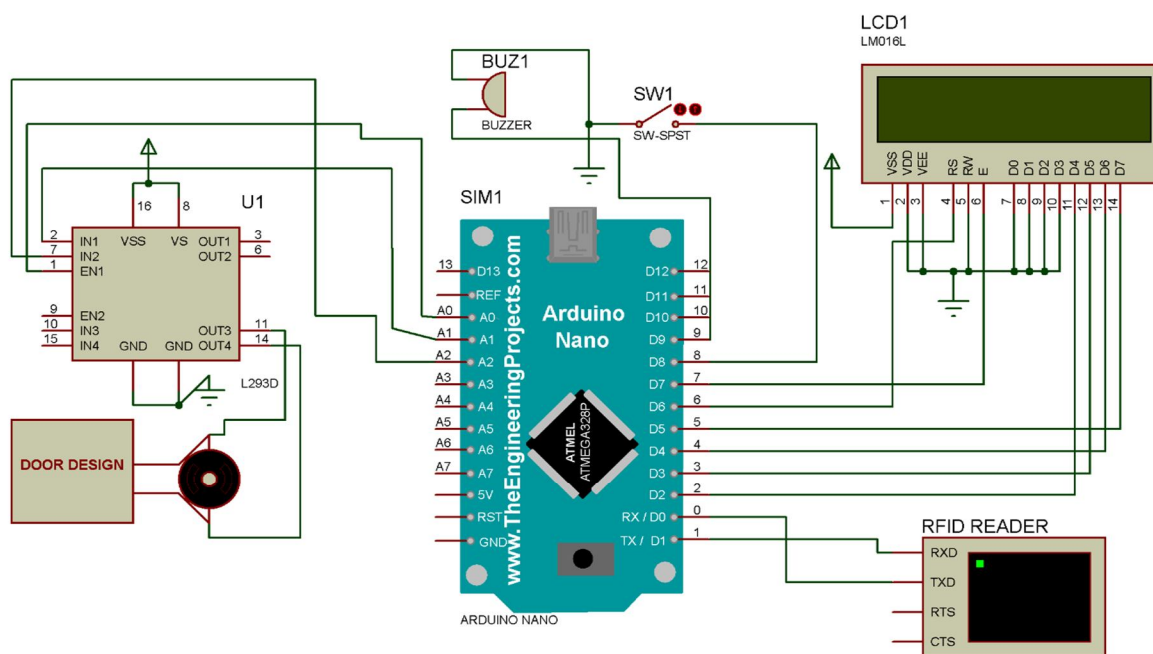 LCD1
LM016L
VSS
VDD
VEE
RS
RW
E
D0
D1
D2
D3
D4
D5
D6
D7
1
2
3
4
5
6
7
8
9
10
11
12
13
14
BUZ1
BUZZER
SW1
SW-SPST
U1
16
8
VSS
VS
2
7
1
IN1
IN2
EN1
OUT1
OUT2
3
6
9
10
15
EN2
IN3
IN4
OUT3
OUT4
11
14
GND
GND
L293D
DOOR DESIGN
SIM1
www.TheEngineeringProjects.com
Arduino
Nano
ATMEL
ATMEGA328P
13
A0
A1
A2
A3
A4
A5
A6
A7
D13
REF
A0
A1
A2
A3
A4
A5
A6
A7
5V
RST
GND
D12
D11
D10
D9
D8
D7
D6
D5
D4
D3
D2
RX / D0
TX / D1
12
11
10
9
8
7
6
5
4
3
2
0
1
ARDUINO NANO
RFID READER
RXD
TXD
RTS
CTS